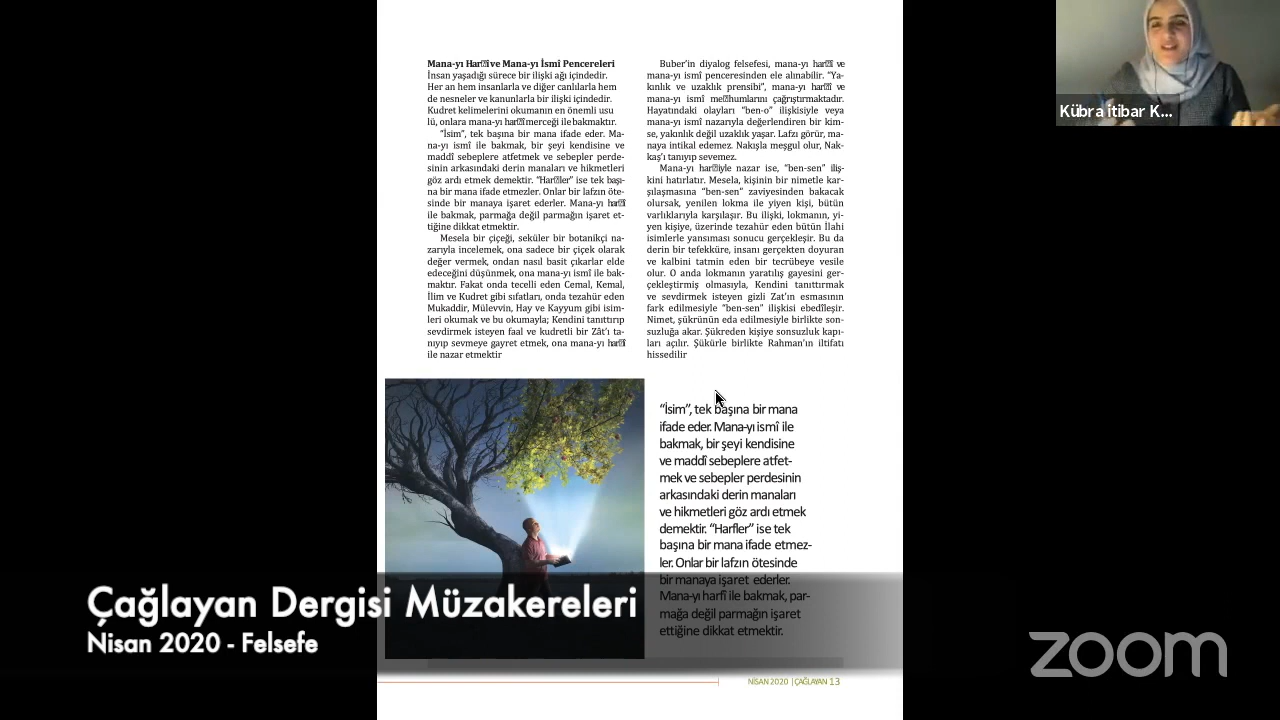 Mana-yı Harfî ve Mana-yı İsmî Pencereleri
İnsan yaşadığı sürece bir ilişki ağı içindedir.
Her an hem insanlarla ve diğer canlılarla hem
de nesneler ve kanunlarla bir ilişki içindedir.
Kudret kelimelerini okumanın en önemli usu
lü, onlara mana-yı harfî merceği ile bakmaktır.
“İsim”, tek başına bir mana ifade eder. Ma-
na-yı ismî ile bakmak, bir şeyi kendisine ve
maddî sebeplere atfetmek ve sebepler perde-
sinin arkasındaki derin manaları ve hikmetleri
göz ardı etmek demektir. “Harfler” ise tek başı-
na bir mana ifade etmezler. Onlar bir lafzın öte-
sinde bir manaya işaret ederler. Mana-yı harfî
ile bakmak, parmağa değil parmağın işaret et-
tiğine dikkat etmektir.
Mesela bir çiçeği, seküler bir botanikçi na-
zarıyla incelemek, ona sadece bir çiçek olarak
değer vermek, ondan nasıl basit çıkarlar elde
edeceğini düşünmek, ona mana-yı ismî ile bak-
maktır. Fakat onda tecelli eden Cemal, Kemal,
İlim ve Kudret gibi sıfatları, onda tezahür eden
Mukaddir, Mülevvin, Hay ve Kayyum gibi isim-
leri okumak ve bu okumayla; Kendini tanıttırıp
sevdirmek isteyen faal ve kudretli bir Zât’ı ta-
nıyıp sevmeye gayret etmek, ona mana-yı harfî
ile nazar etmektir
Buber’in diyalog felsefesi, mana-yı harfî ve
mana-yı ismî penceresinden ele alınabilir. “Ya-
kınlık ve uzaklık prensibi”, mana-yı harfî ve
mana-yı ismî mefhumlarını çağrıştırmaktadır.
Hayatındaki olayları “ben-o” ilişkisiyle veya
mana-yı ismî nazarıyla değerlendiren bir kim-
se, yakınlık değil uzaklık yaşar. Lafzı görür, ma-
naya intikal edemez. Nakışla meşgul olur, Nak-
kaş’ı tanıyıp sevemez.
Mana-yı harfiyle nazar ise, “ben-sen” iliş-
kini hatırlatır. Mesela, kişinin bir nimetle kar-
şılaşmasına “ben-sen” zaviyesinden bakacak
olursak, yenilen lokma ile yiyen kişi, bütün
varlıklarıyla karşılaşır. Bu ilişki, lokmanın, yi-
yen kişiye, üzerinde tezahür eden bütün İlahi
isimlerle yansıması sonucu gerçekleşir. Bu da
derin bir tefekküre, insanı gerçekten doyuran
ve kalbini tatmin eden bir tecrübeye vesile
olur. O anda lokmanın yaratılış gayesini ger-
çekleştirmiş olmasıyla, Kendini tanıttırmak
ve sevdirmek isteyen gizli Zat’ın esmasının
fark edilmesiyle “ben-sen” ilişkisi ebedîleşir.
Nimet, şükrünün eda edilmesiyle birlikte son-
suzluğa akar. Şükreden kişiye sonsuzluk kapı-
ları açılır. Şükürle birlikte Rahman’ın iltifatı
hissedilir
“İsim”, tek başına bir mana
ifade eder. Mana-yı ismî ile
bakmak, bir şeyi kendisine
ve maddî sebeplere atfet-
mek ve sebepler perdesinin
arkasındaki derin manaları
ve hikmetleri göz ardı etmek
demektir. “Harfler” ise tek
başına bir mana ifade etmez-
ler. Onlar bir lafzın ötesinde
bir manaya işaret ederler.
Mana-yı harfî ile bakmak, par-
mağa değil parmağın işaret
ettiğine dikkat etmektir.
NİSAN 2020 | ÇAĞLAYAN 13
Çağlayan Dergisi Müzakereleri
Nisan 2020 - Felsefe
Kübra itibar K...
zoom